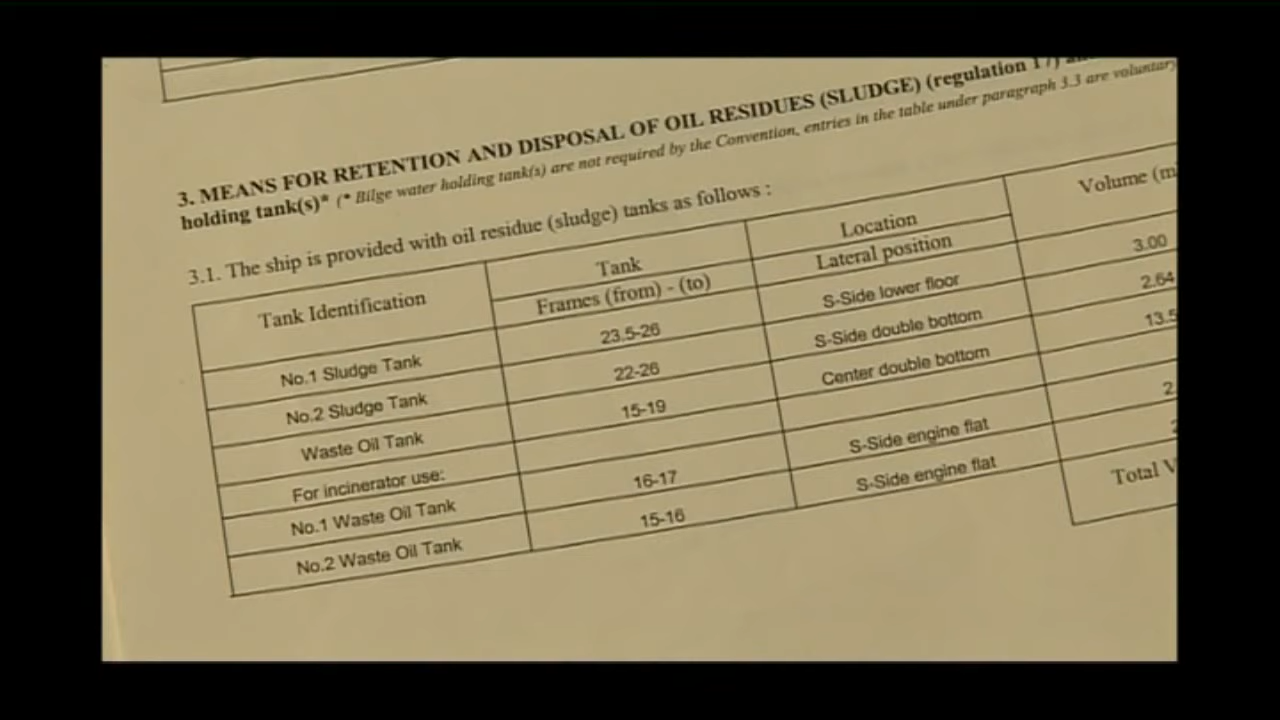 3. MEANS FOR RETENTION AND DISPOSAL OF OIL RESIDUES (SLUDGE) (regulation 17)
holding tank(s)* (* Bilge water holding tank(s) are not required by the Convention, entries in the table under paragraph 3.3 are voluntary
3.1. The ship is provided with oil residue (sludge) tanks as follows :
Tank Identification Tank Location Volume (m
Frames (from) - (to) Lateral position
No.1 Sludge Tank 23.5-26 S-Side lower floor 3.00
No.2 Sludge Tank 22-26 S-Side double bottom 2.64
Waste Oil Tank 15-19 Center double bottom 13.5
For incinerator use:
No.1 Waste Oil Tank 16-17 S-Side engine flat 2.
No.2 Waste Oil Tank 15-16 S-Side engine flat
Total V